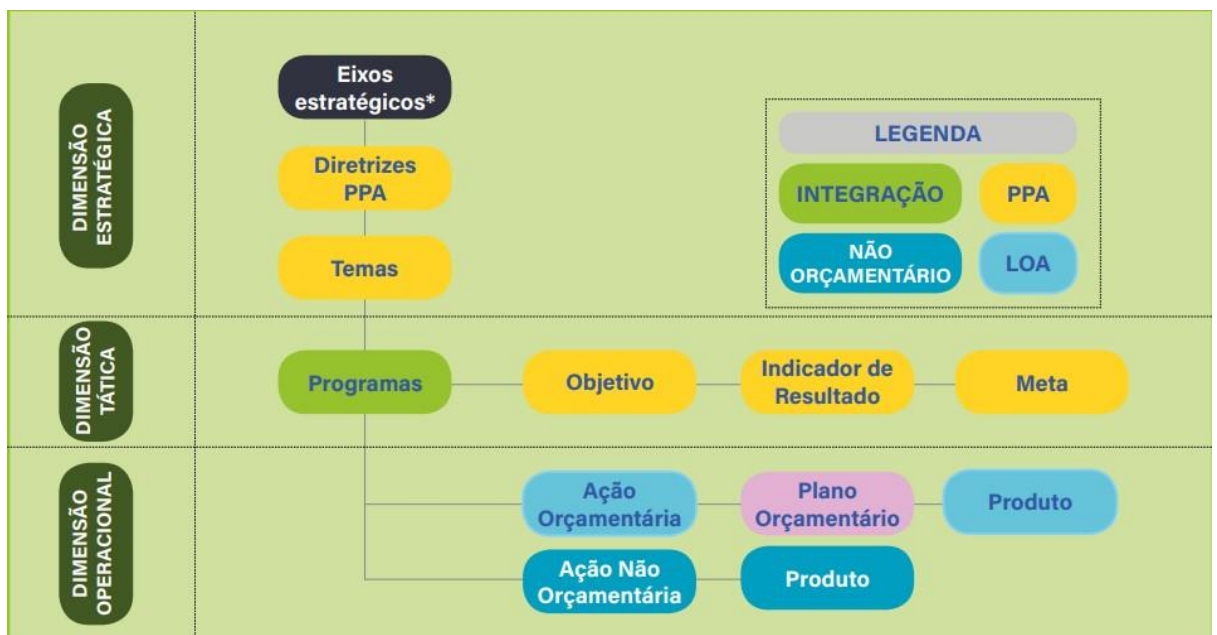 DIMENSÃO
ESTRATÉGICA
Eixos
estratégicos*
Diretrizes
PPA
Temas
LEGENDA
INTEGRAÇÃO
PPA
NÃO
ORÇAMENTÁRIO
LOA
DIMENSÃO
TÁTICA
Programas
Objetivo
Indicador de
Resultado
Meta
DIMENSÃO
OPERACIONAL
Ação
Orçamentária
Plano
Orçamentário
Produto
Ação Não
Orçamentária
Produto